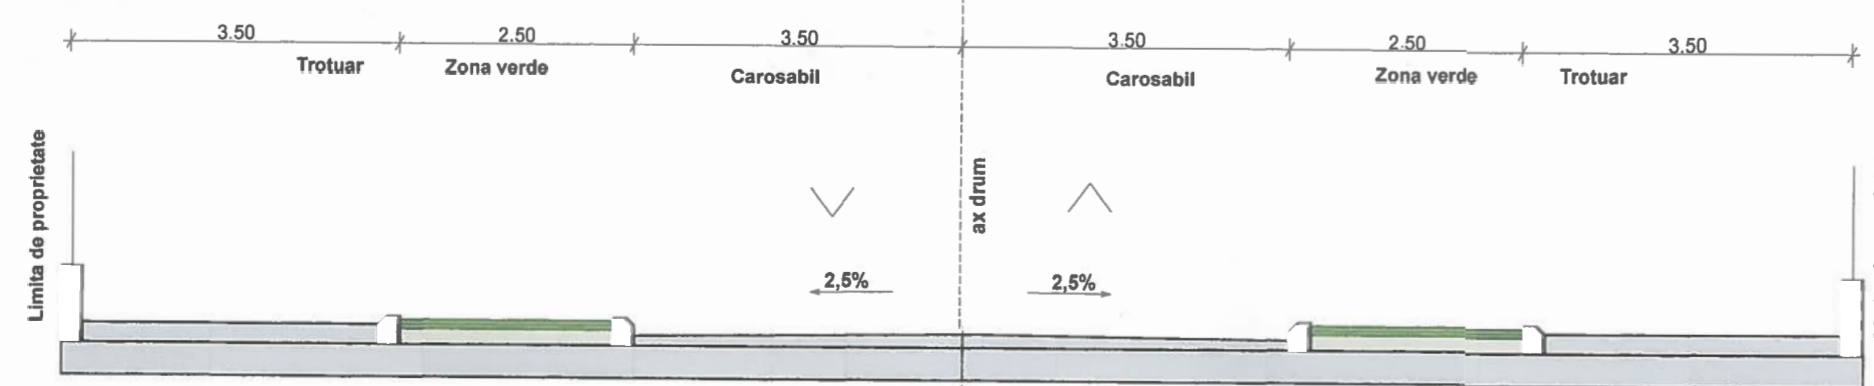 3.50 2.50 3.50 3.50 2.50 3.50
Trotuar Zona verde Carosabil Carosabil Zona verde Trotuar
Limita de proprietate
ax drum
2,5% 2,5%